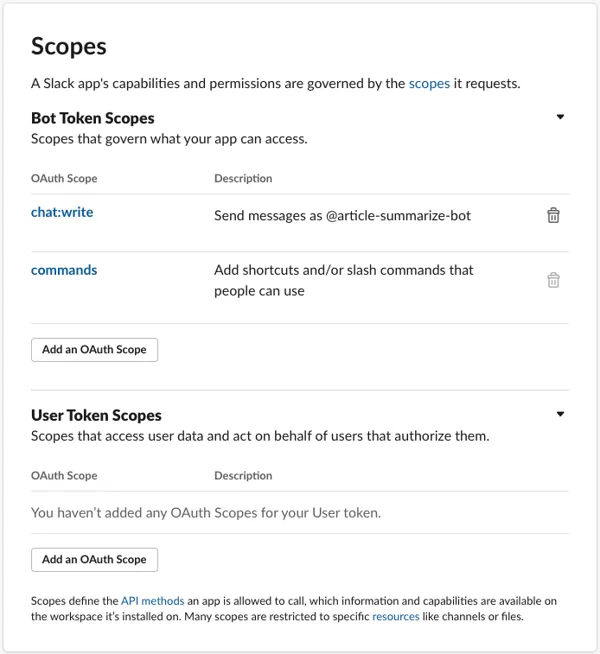 Scopes
A Slack app's capabilities and permissions are governed by the scopes it requests.
Bot Token Scopes
Scopes that govern what your app can access.
OAuth Scope Description
chat:write Send messages as @article-summarize-bot
commands Add shortcuts and/or slash commands that
people can use
Add an OAuth Scope
User Token Scopes
Scopes that access user data and act on behalf of users that authorize them.
OAuth Scope Description
You haven’t added any OAuth Scopes for your User token.
Add an OAuth Scope
Scopes define the API methods an app is allowed to call, which information and capabilities are available on
the workspace it’s installed on. Many scopes are restricted to specific resources like channels or files.